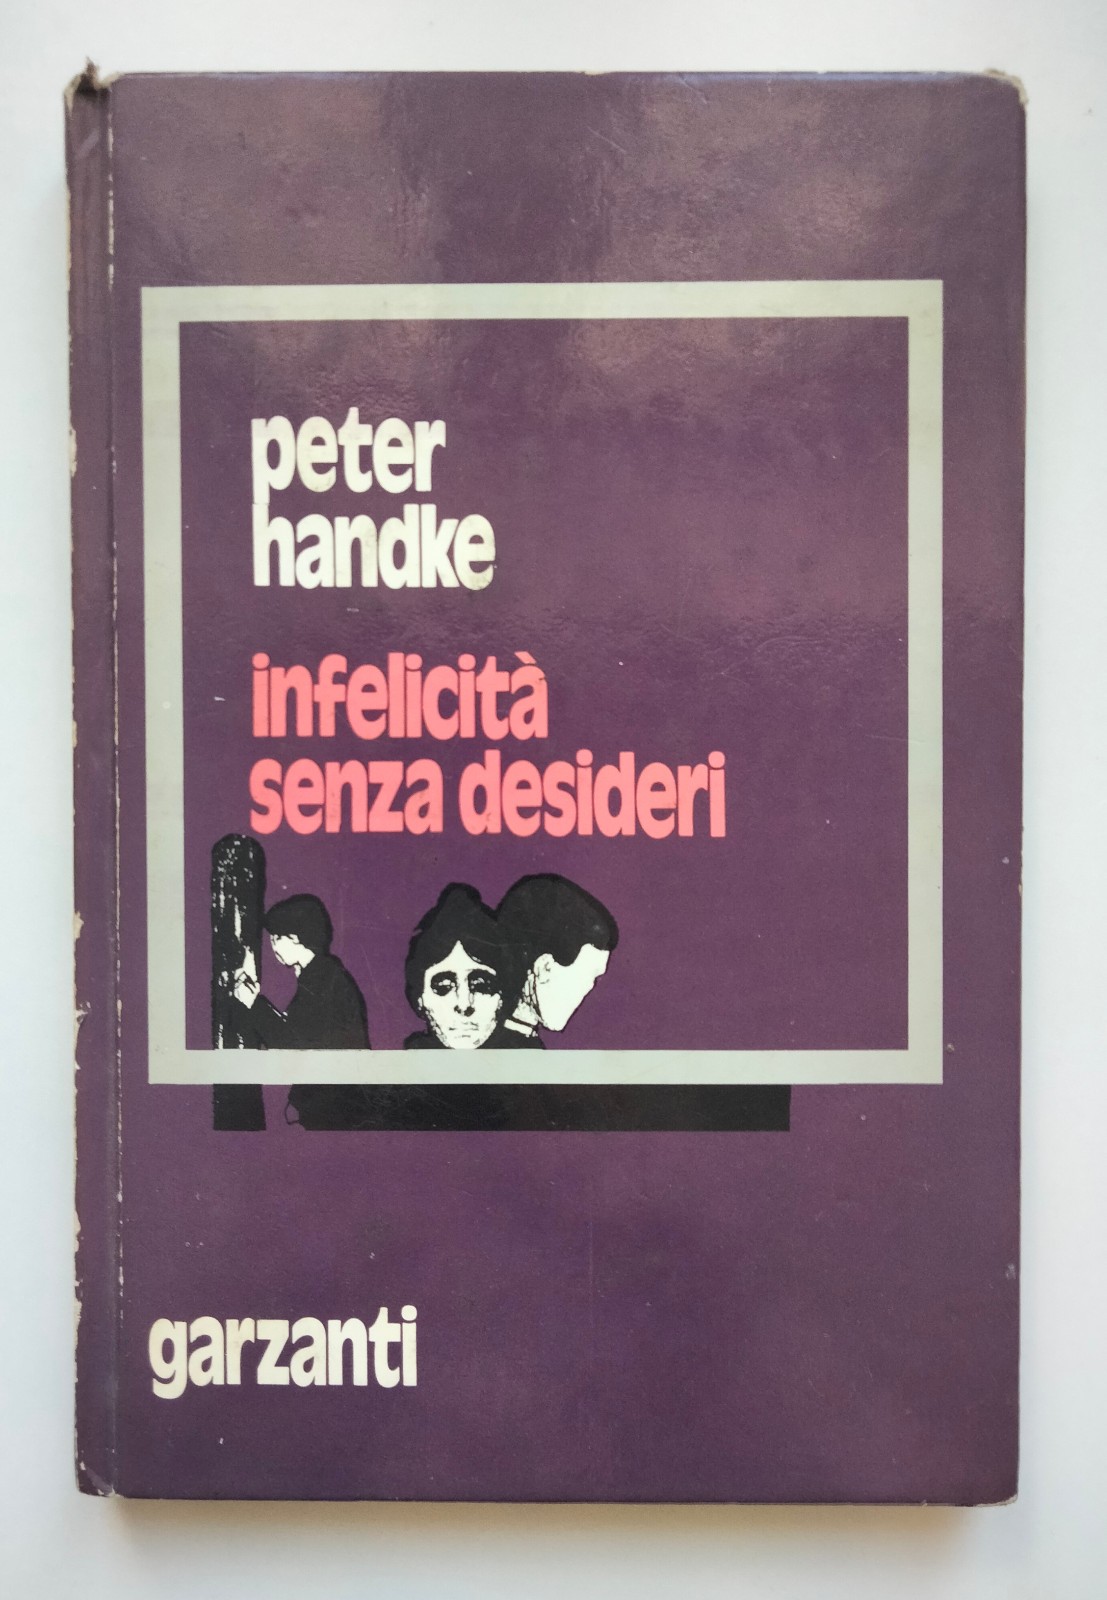 peter
handke
infelicità
senza desideri
garzanti